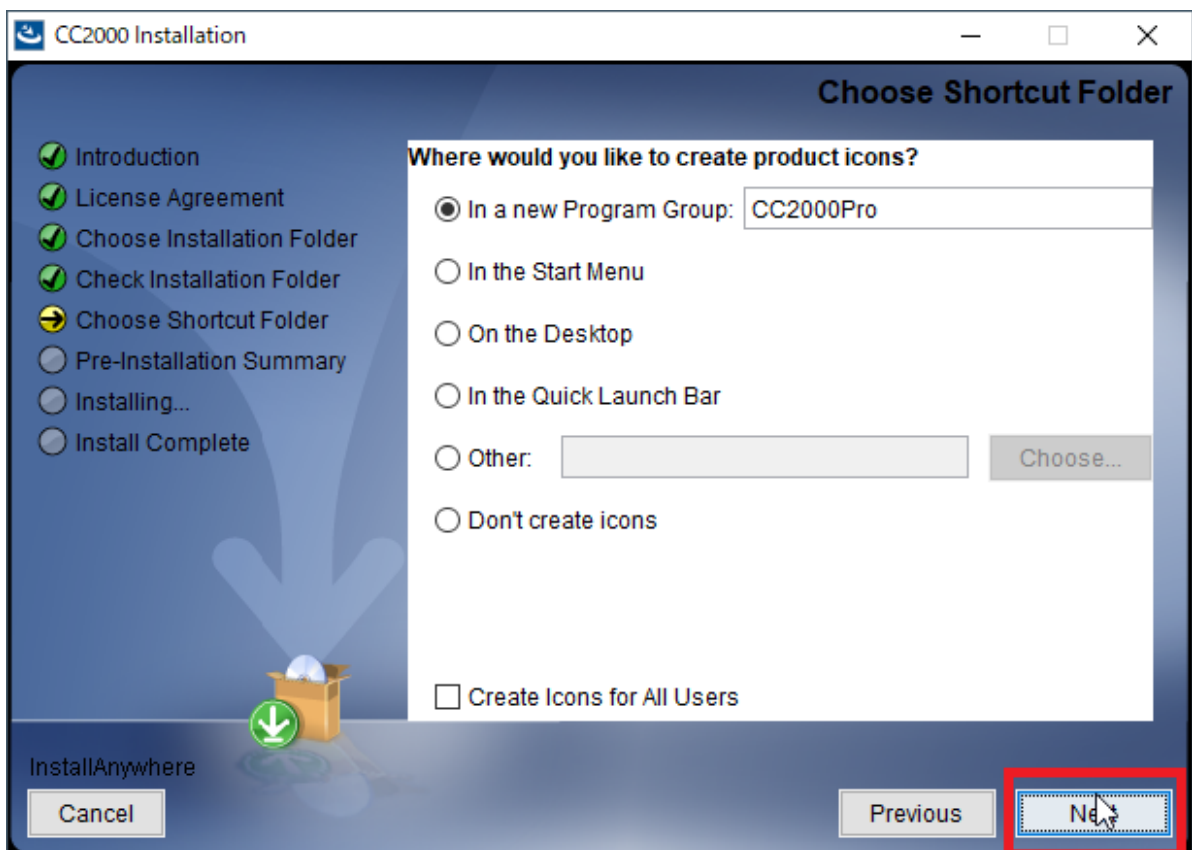 CC2000 Installation
Choose Shortcut Folder
Introduction
License Agreement
Choose Installation Folder
Check Installation Folder
Choose Shortcut Folder
Pre-Installation Summary
Installing...
Install Complete
Where would you like to create product icons?
In a new Program Group: CC2000Pro
In the Start Menu
On the Desktop
In the Quick Launch Bar
Other: Choose...
Don't create icons
Create Icons for All Users
InstallAnywhere
Cancel Previous Next